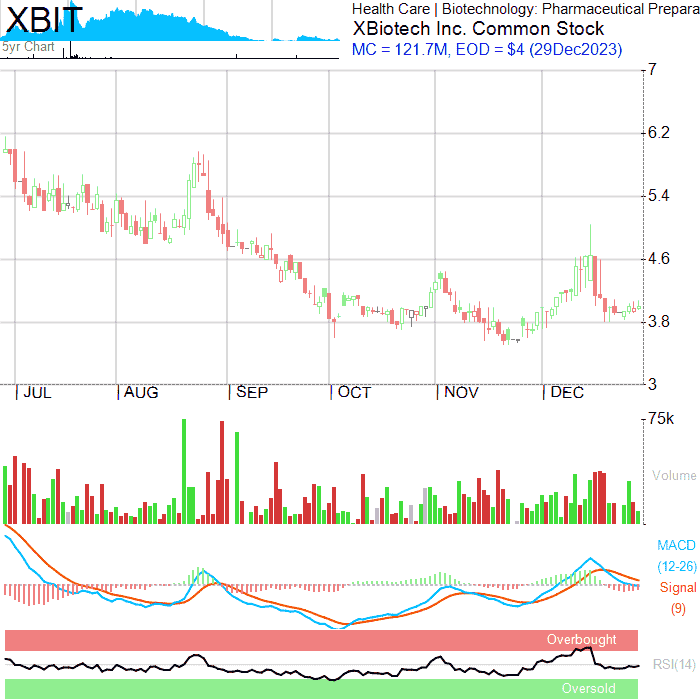 XBIT
5yr Chart
Health Care | Biotechnology: Pharmaceutical Prepara
XBiotech Inc. Common Stock
MC = 121.7M, EOD = $4 (29Dec2023)
7
6.2
5.4
4.6
3.8
3
JUL AUG SEP OCT NOV DEC
75k
Volume
MACD
(12-26)
Signal
(9)
Overbought
RSI(14)
Oversold